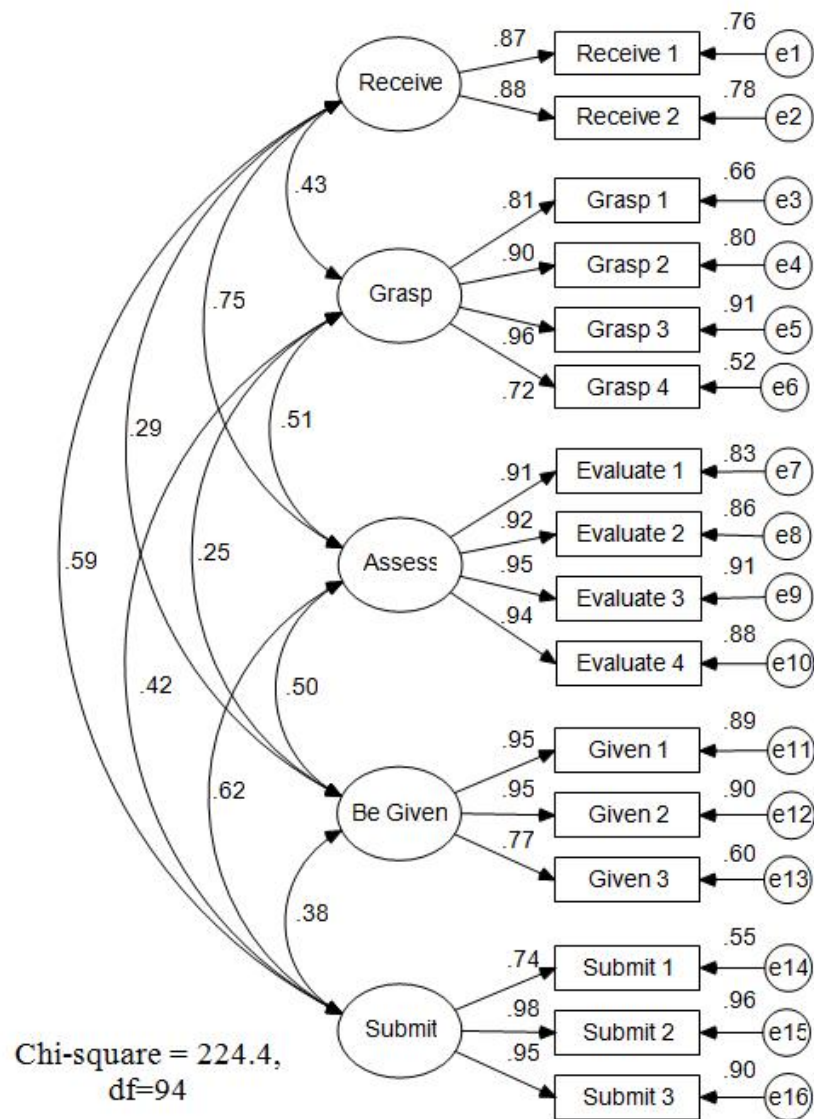 .76
.87
Receive 1
e1
Receive
.88
.78
Receive 2
e2
.43
.66
.81
Grasp 1
e3
.90
.80
Grasp 2
e4
Grasp
.75
.91
Grasp 3
e5
.96
.52
.72
Grasp 4
e6
.29
.51
.91
.83
Evaluate 1
e7
.92
.86
Evaluate 2
e8
.59
.25
Assess
.95
.91
Evaluate 3
e9
.94
.88
Evaluate 4
e10
.42
.50
.95
.89
Given 1
e11
.62
.95
.90
Given 2
e12
Be Given
.77
.60
Given 3
e13
.38
.74
.55
Submit 1
e14
.98
.96
Submit 2
e15
Submit
.95
.90
Submit 3
e16
Chi-square = 224.4,
df=94